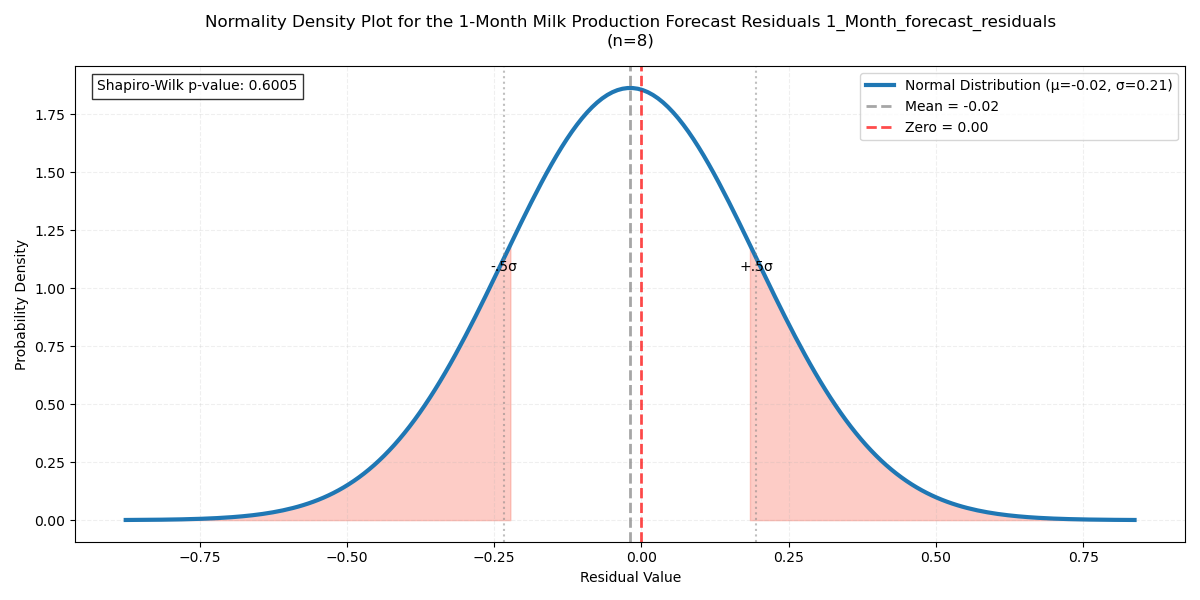 Normality Density Plot for the 1-Month Milk Production Forecast Residuals 1_Month_forecast_residuals
(n=8)
Shapiro-Wilk p-value: 0.6005
Normal Distribution (μ=-0.02, σ=0.21)
Mean = -0.02
Zero = 0.00
-.5σ
+.5σ
Probability Density
1.75
1.50
1.25
1.00
0.75
0.50
0.25
0.00
−0.75
−0.50
−0.25
0.00
0.25
0.50
0.75
Residual Value